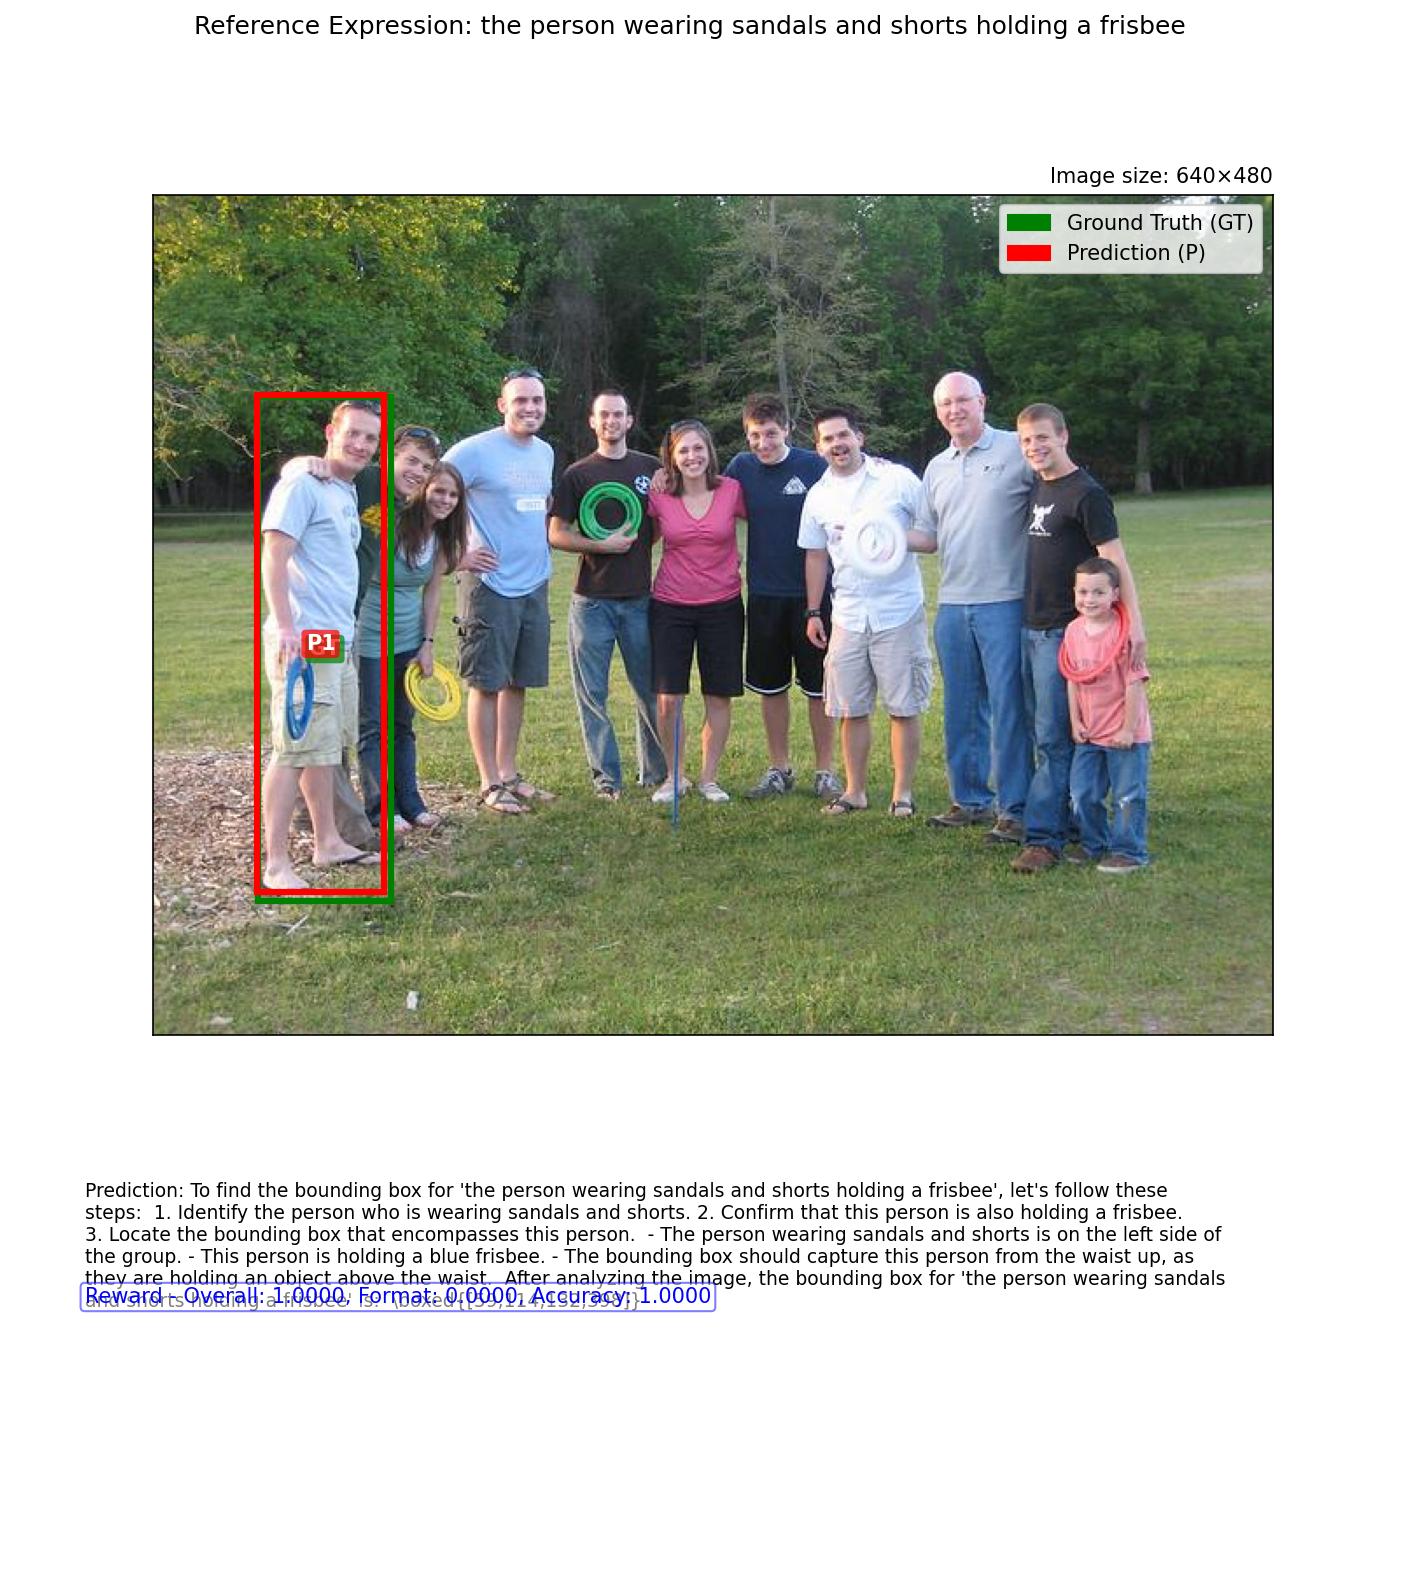 Reference Expression: the person wearing sandals and shorts holding a frisbee
Image size: 640×480
Ground Truth (GT)
Prediction (P)
P1
Prediction: To find the bounding box for 'the person wearing sandals and shorts holding a frisbee', let's follow these
steps:  1. Identify the person who is wearing sandals and shorts. 2. Confirm that this person is also holding a frisbee.
3. Locate the bounding box that encompasses this person.  - The person wearing sandals and shorts is on the left side of
the group. - This person is holding a blue frisbee. - The bounding box should capture this person from the waist up, as
they are holding an object above the waist.  After analyzing the image, the bounding box for 'the person wearing sandals
and shorts holding a frisbee' is:
Reward - Overall: 1.0000, Format: 0.0000, Accuracy: 1.0000